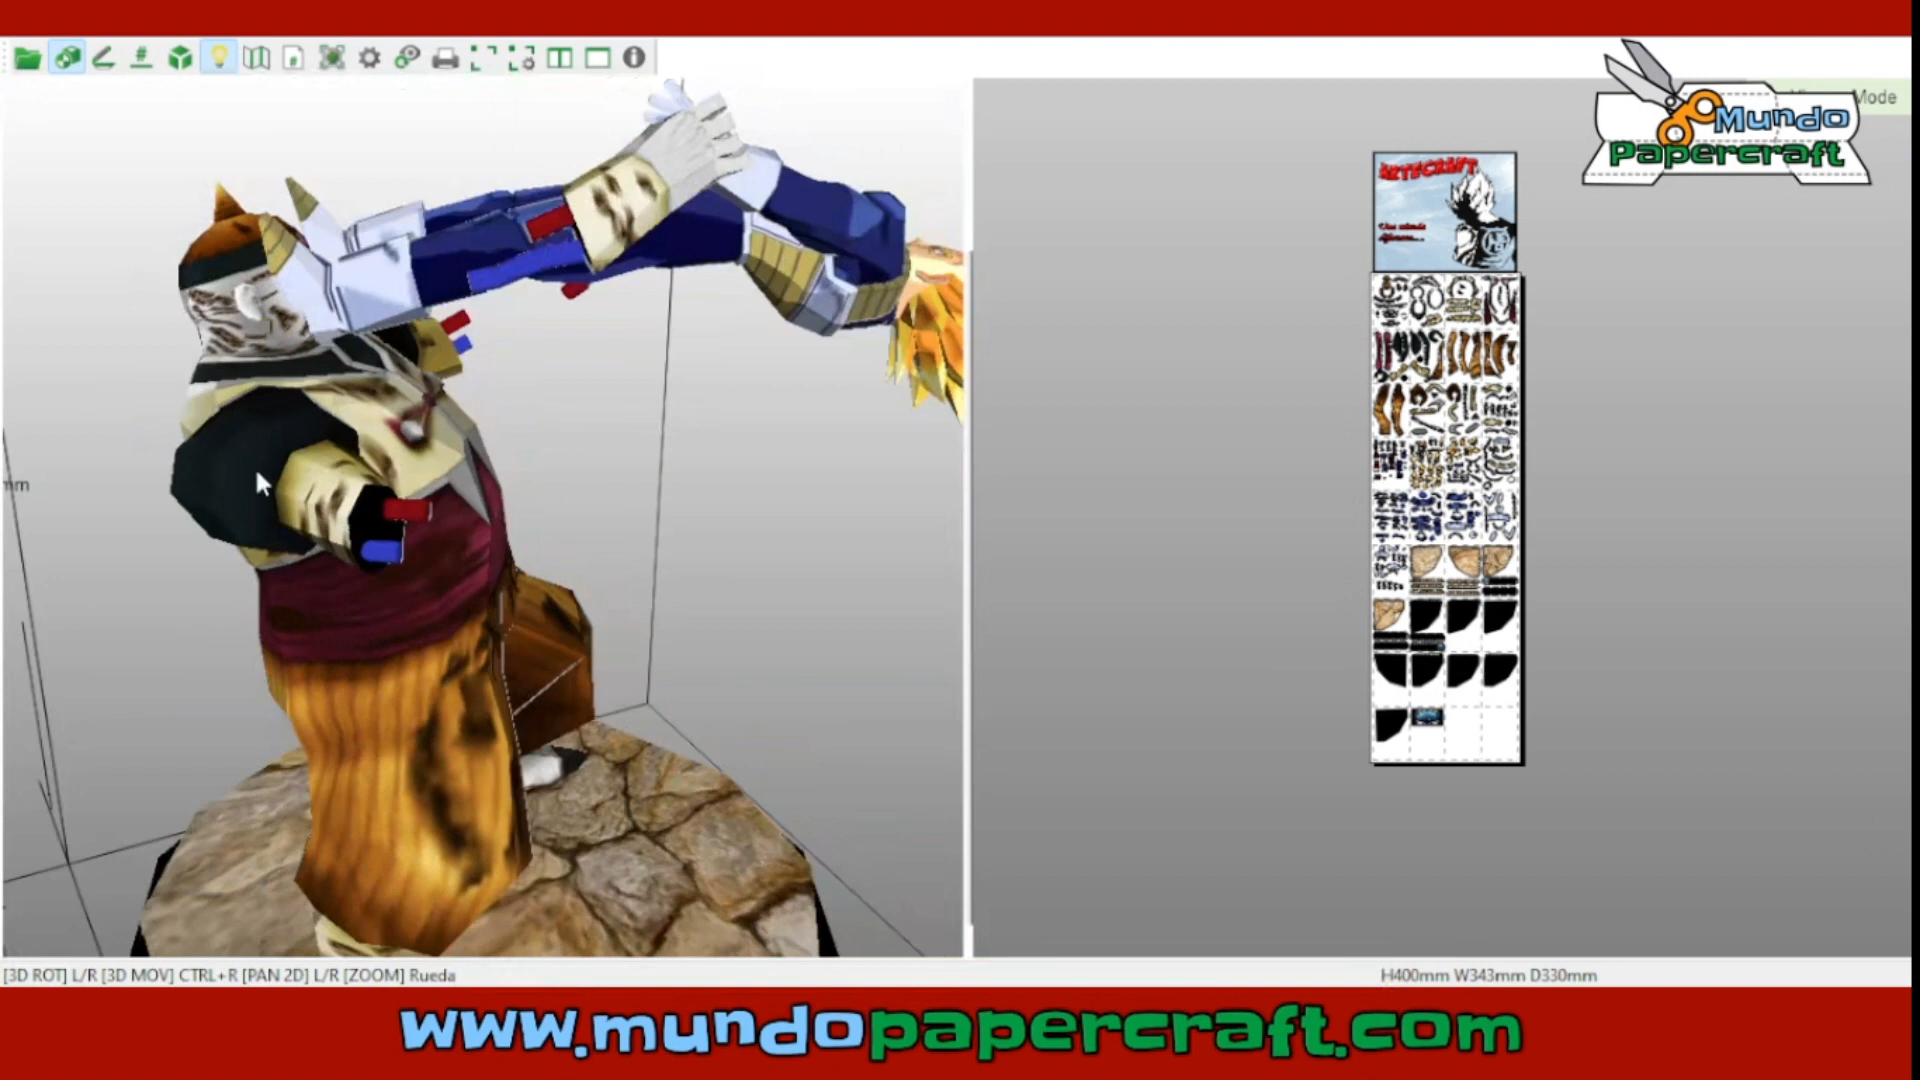 Mundo
Papercraft
Mode
ARTECRAFT
mm
[3D ROT] L/R [3D MOV] CTRL+R [PAN 2D] L/R [ZOOM] Rueda
H400mm W343mm D330mm
www.mundopapercraft.com